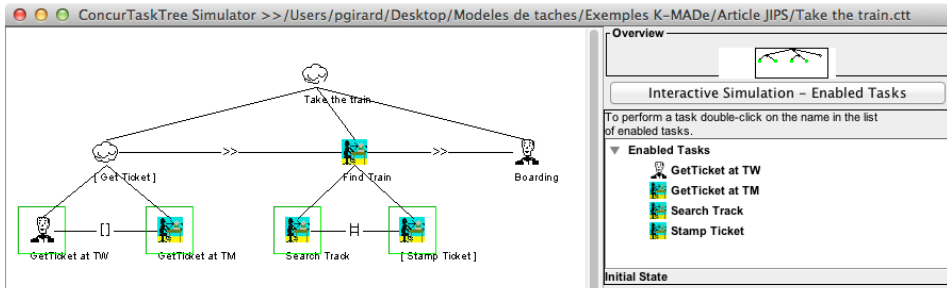 ConcurTaskTree Simulator >>/Users/pgirard/Desktop/Modeles de taches/Exemples K-MADe/Article JIPS/Take the train.ctt
Take the train
>>
>>
[ Get Ticket ]
Find Train
Boarding
[]
|=|
GetTicket at TW
GetTicket at TM
Search Track
[ Stamp Ticket ]
Overview
Interactive Simulation - Enabled Tasks
To perform a task double-click on the name in the list
of enabled tasks.
Enabled Tasks
GetTicket at TW
GetTicket at TM
Search Track
Stamp Ticket
Initial State